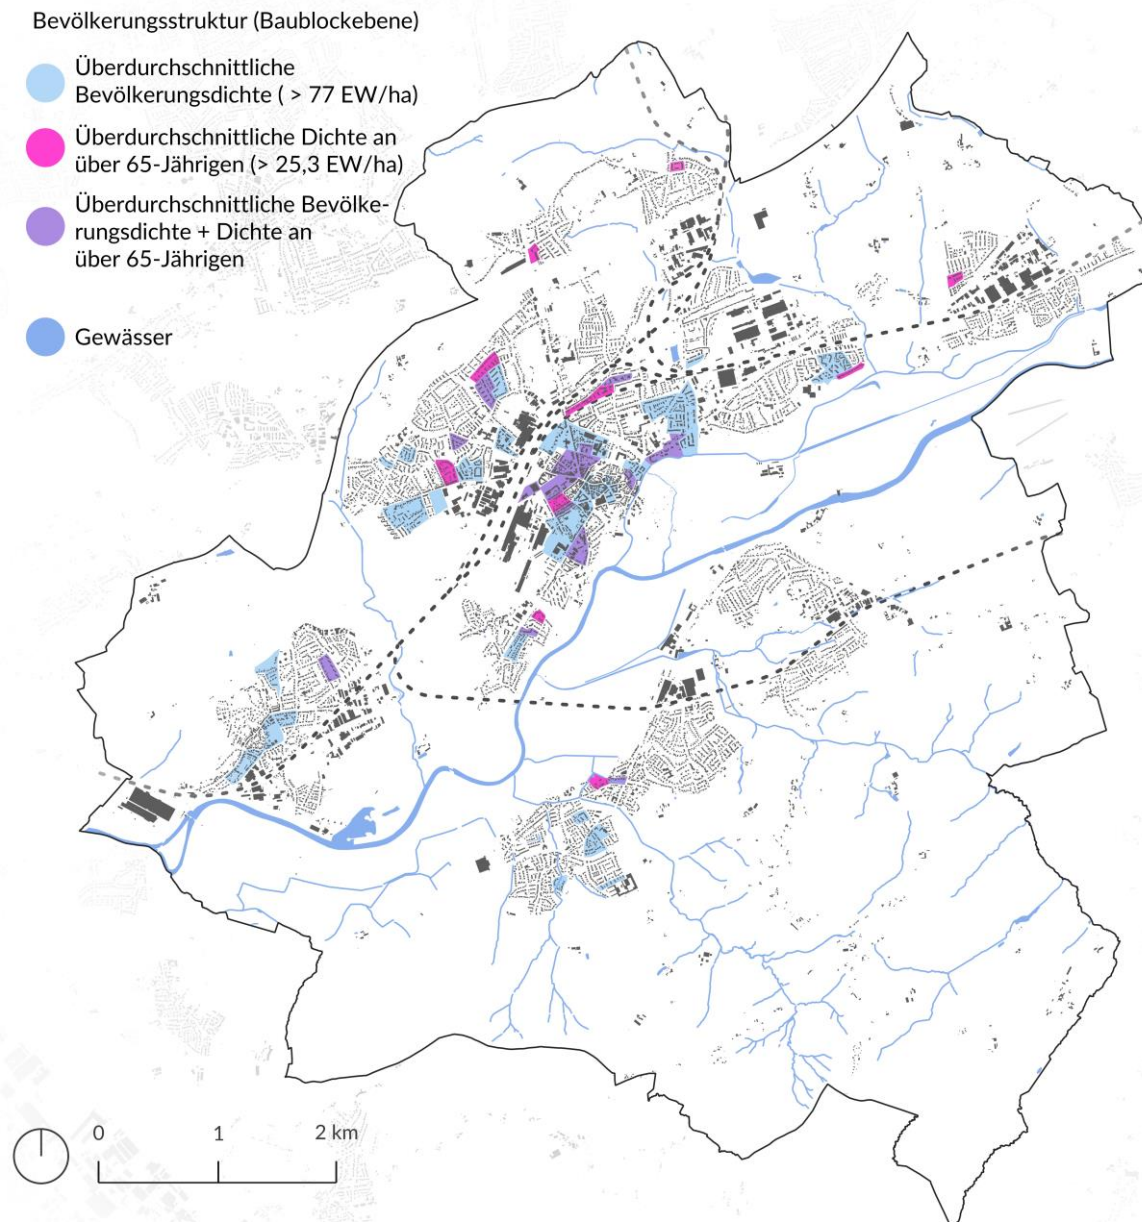 Bevölkerungsstruktur (Baublockebene)
Überdurchschnittliche
Bevölkerungsdichte ( > 77 EW/ha)
Überdurchschnittliche Dichte an
über 65-Jährigen (> 25,3 EW/ha)
Überdurchschnittliche Bevölke-
rungsdichte + Dichte an
über 65-Jährigen
Gewässer
0 1 2 km